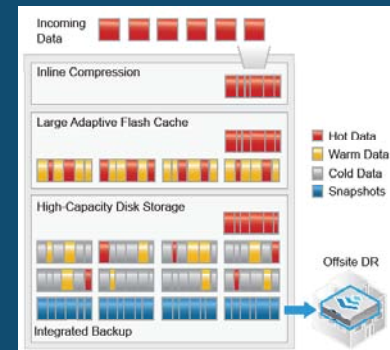 Incoming
Data
Inline Compression
Large Adaptive Flash Cache
Hot Data
Warm Data
Cold Data
Snapshots
High-Capacity Disk Storage
Offsite DR
Integrated Backup